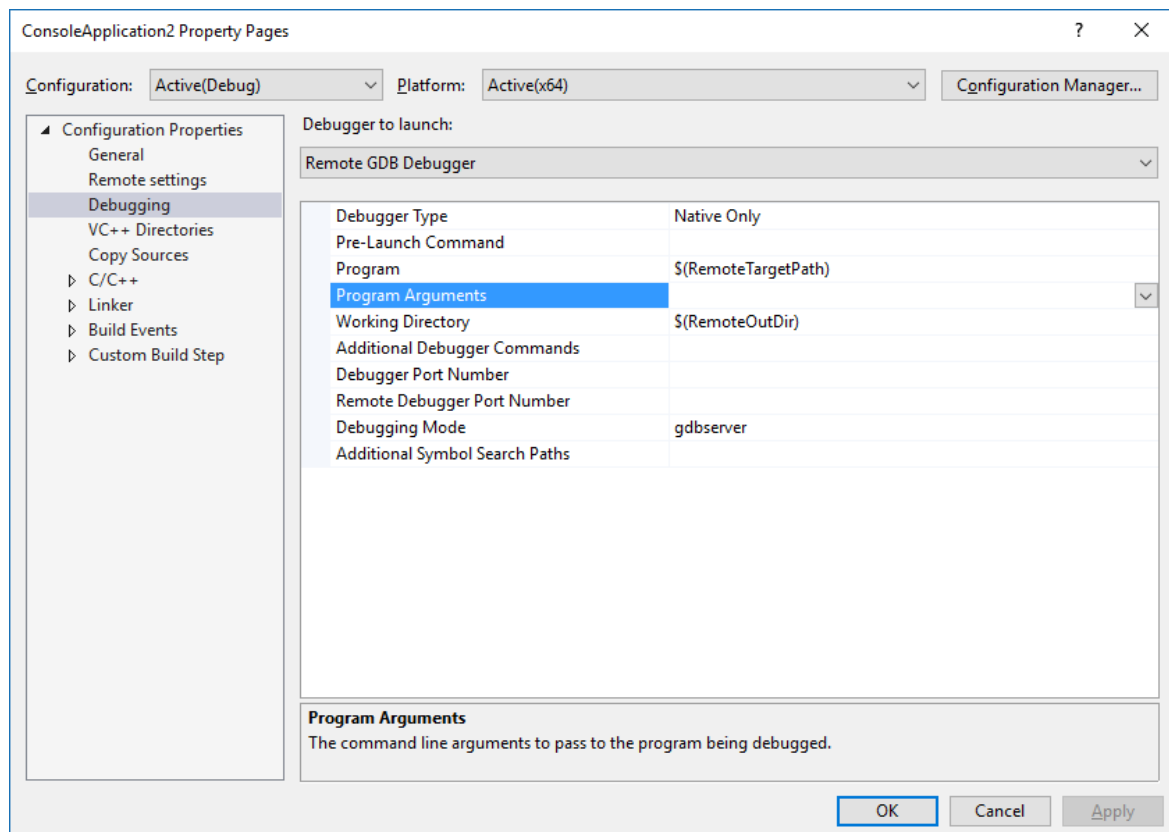 ConsoleApplication2 Property Pages ?
Configuration: Active(Debug) Platform: Active(x64) Configuration Manager...
Configuration Properties
General
Remote settings
Debugging
VC++ Directories
Copy Sources
C/C++
Linker
Build Events
Custom Build Step
Debugger to launch:
Remote GDB Debugger
Debugger Type Native Only
Pre-Launch Command
Program $(RemoteTargetPath)
Program Arguments
Working Directory $(RemoteOutDir)
Additional Debugger Commands
Debugger Port Number
Remote Debugger Port Number
Debugging Mode gdbserver
Additional Symbol Search Paths
Program Arguments
The command line arguments to pass to the program being debugged.
OK Cancel Apply